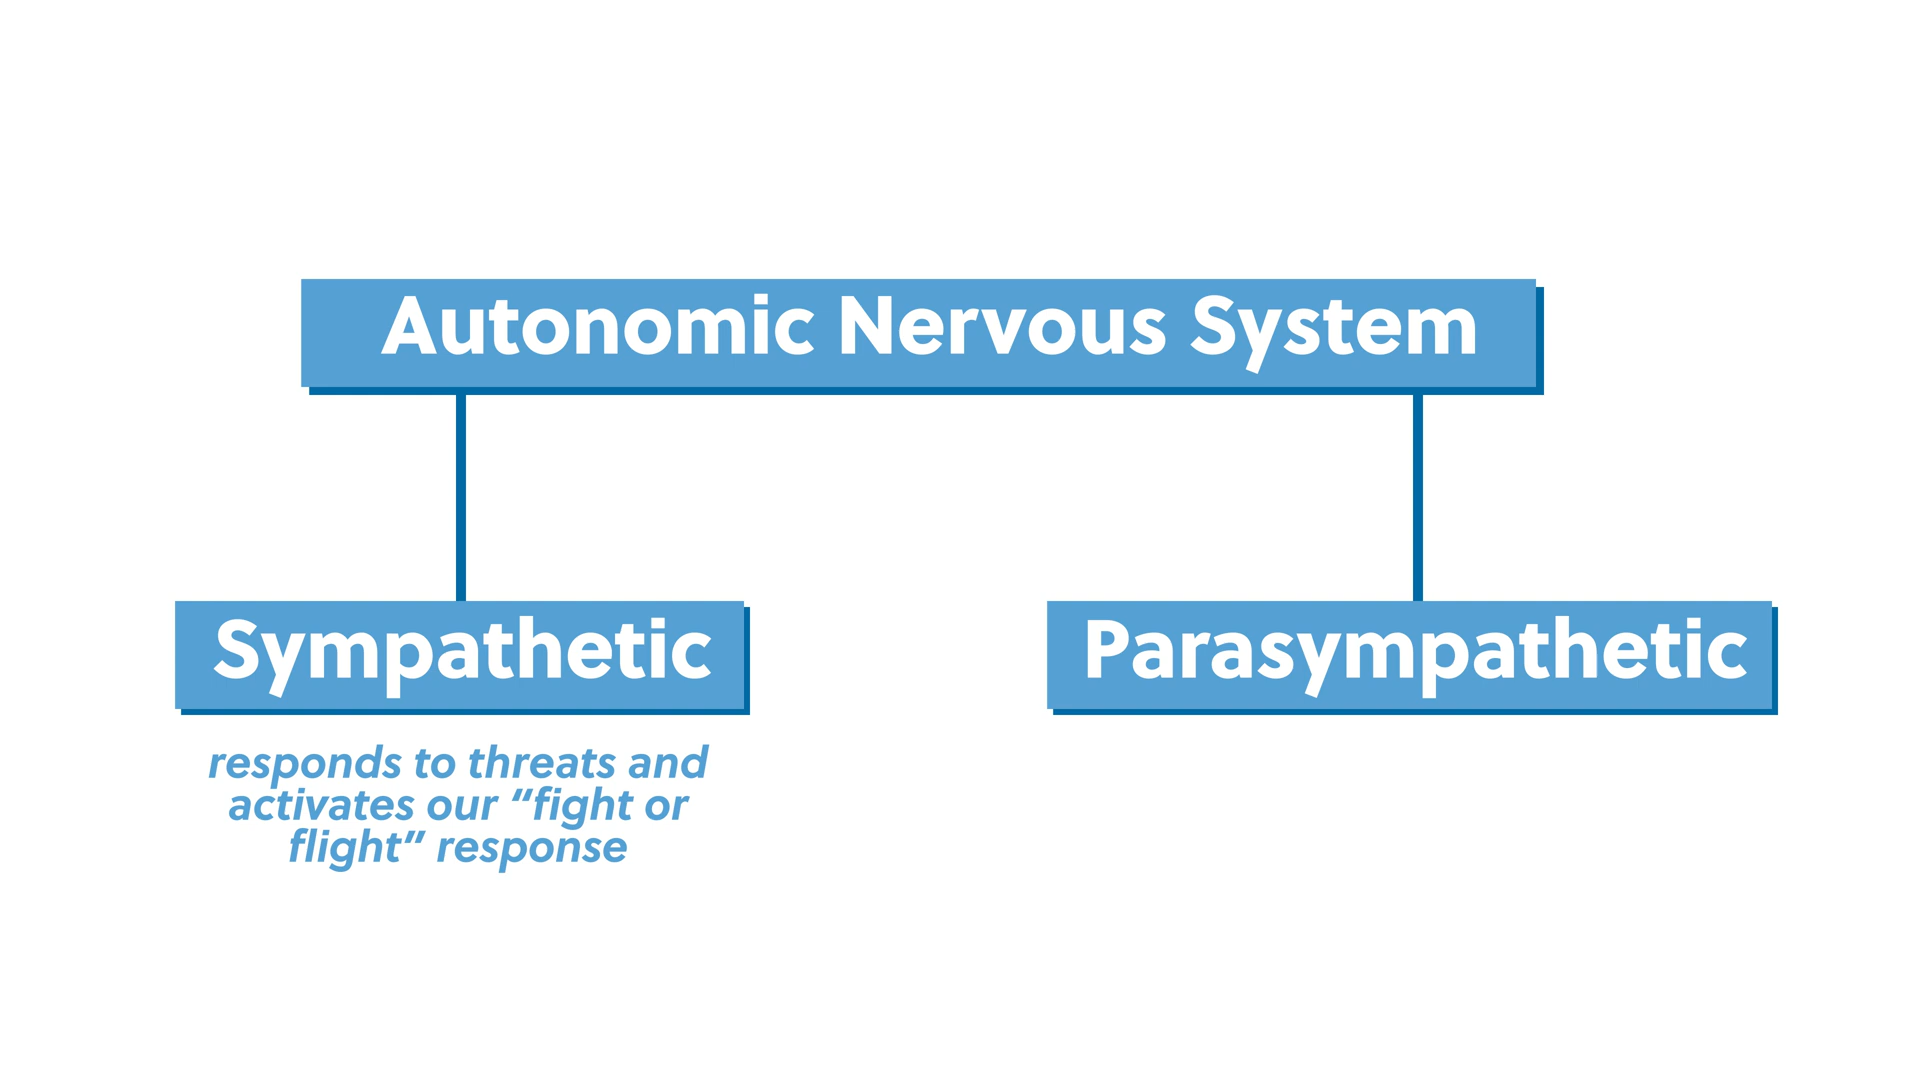 Autonomic Nervous System
Sympathetic
responds to threats and
activates our “fight or
flight” response
Parasympathetic